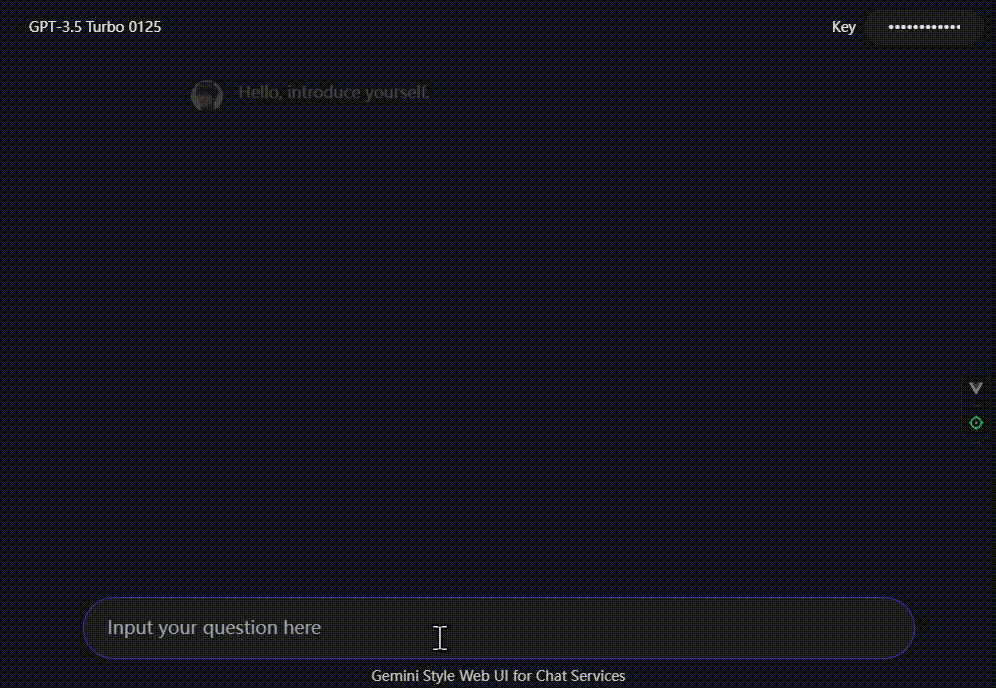 GPT-3.5 Turbo 0125
Key ••••••••••••
Hello, introduce yourself.
Input your question here
Gemini Style Web UI for Chat Services